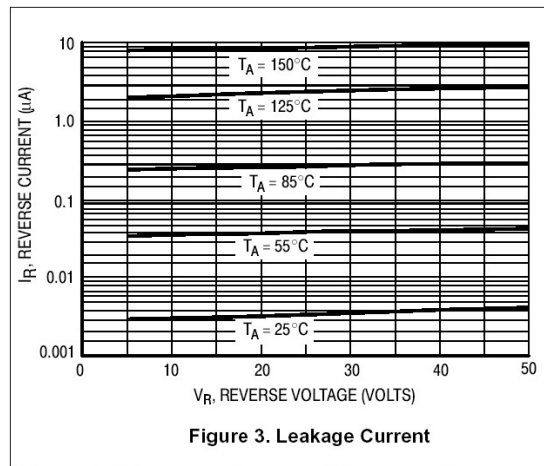 10
1.0
0.1
0.01
0.001
I_R, REVERSE CURRENT (μA)
T_A = 150°C
T_A = 125°C
T_A = 85°C
T_A = 55°C
T_A = 25°C
0 10 20 30 40 50
V_R, REVERSE VOLTAGE (VOLTS)
Figure 3. Leakage Current